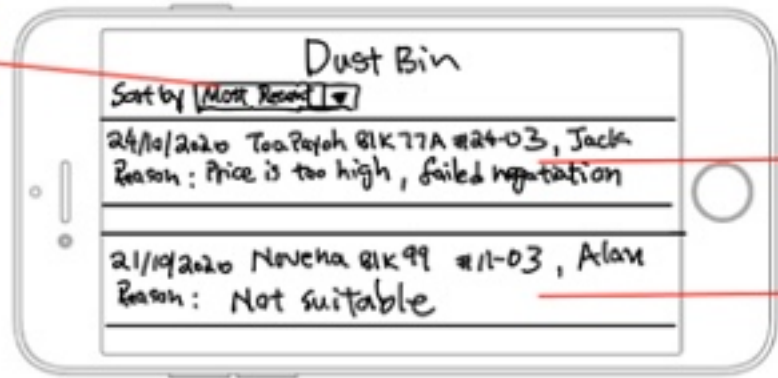 Dust Bin
Sort by Most Recent
24/10/2020 Toa Payoh Blk 77A #24-03, Jack
Reason: Price is too high, failed negotiation
21/10/2020 Novena Blk 99 #11-03, Alan
Reason: Not suitable